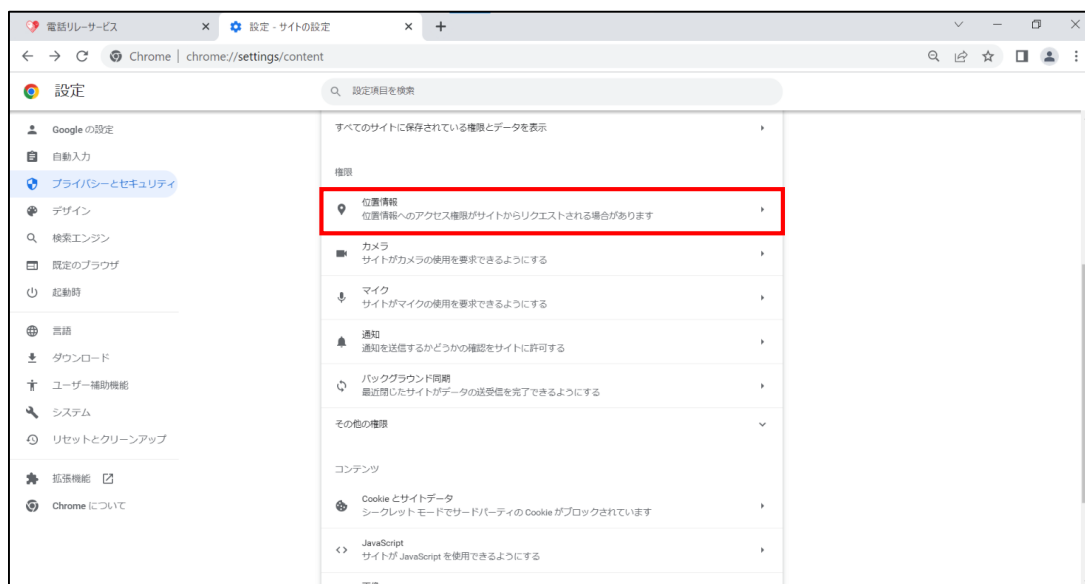 電話リレーサービス
設定 - サイトの設定
Chrome | chrome://settings/content
設定
設定項目を検索
Google の設定
自動入力
プライバシーとセキュリティ
デザイン
検索エンジン
既定のブラウザ
起動時
言語
ダウンロード
ユーザー補助機能
システム
リセットとクリーンアップ
拡張機能
Chrome について
すべてのサイトに保存されている権限とデータを表示
権限
位置情報
位置情報へのアクセス権限がサイトからリクエストされる場合があります
カメラ
サイトがカメラの使用を要求できるようにする
マイク
サイトがマイクの使用を要求できるようにする
通知
通知を送信するかどうかの確認をサイトに許可する
バックグラウンド同期
最近閉じたサイトがデータの送受信を完了できるようにする
その他の権限
コンテンツ
Cookie とサイトデータ
シークレット モードでサードパーティの Cookie がブロックされています
JavaScript
サイトが JavaScript を使用できるようにする